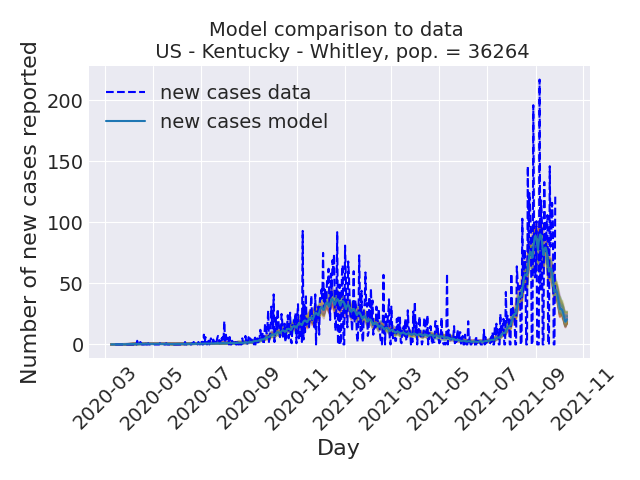 Model comparison to data
US - Kentucky - Whitley, pop. = 36264
Number of new cases reported
200
150
100
50
0
new cases data
new cases model
2020-03
2020-05
2020-07
2020-09
2020-11
2021-01
2021-03
2021-05
2021-07
2021-09
2021-11
Day